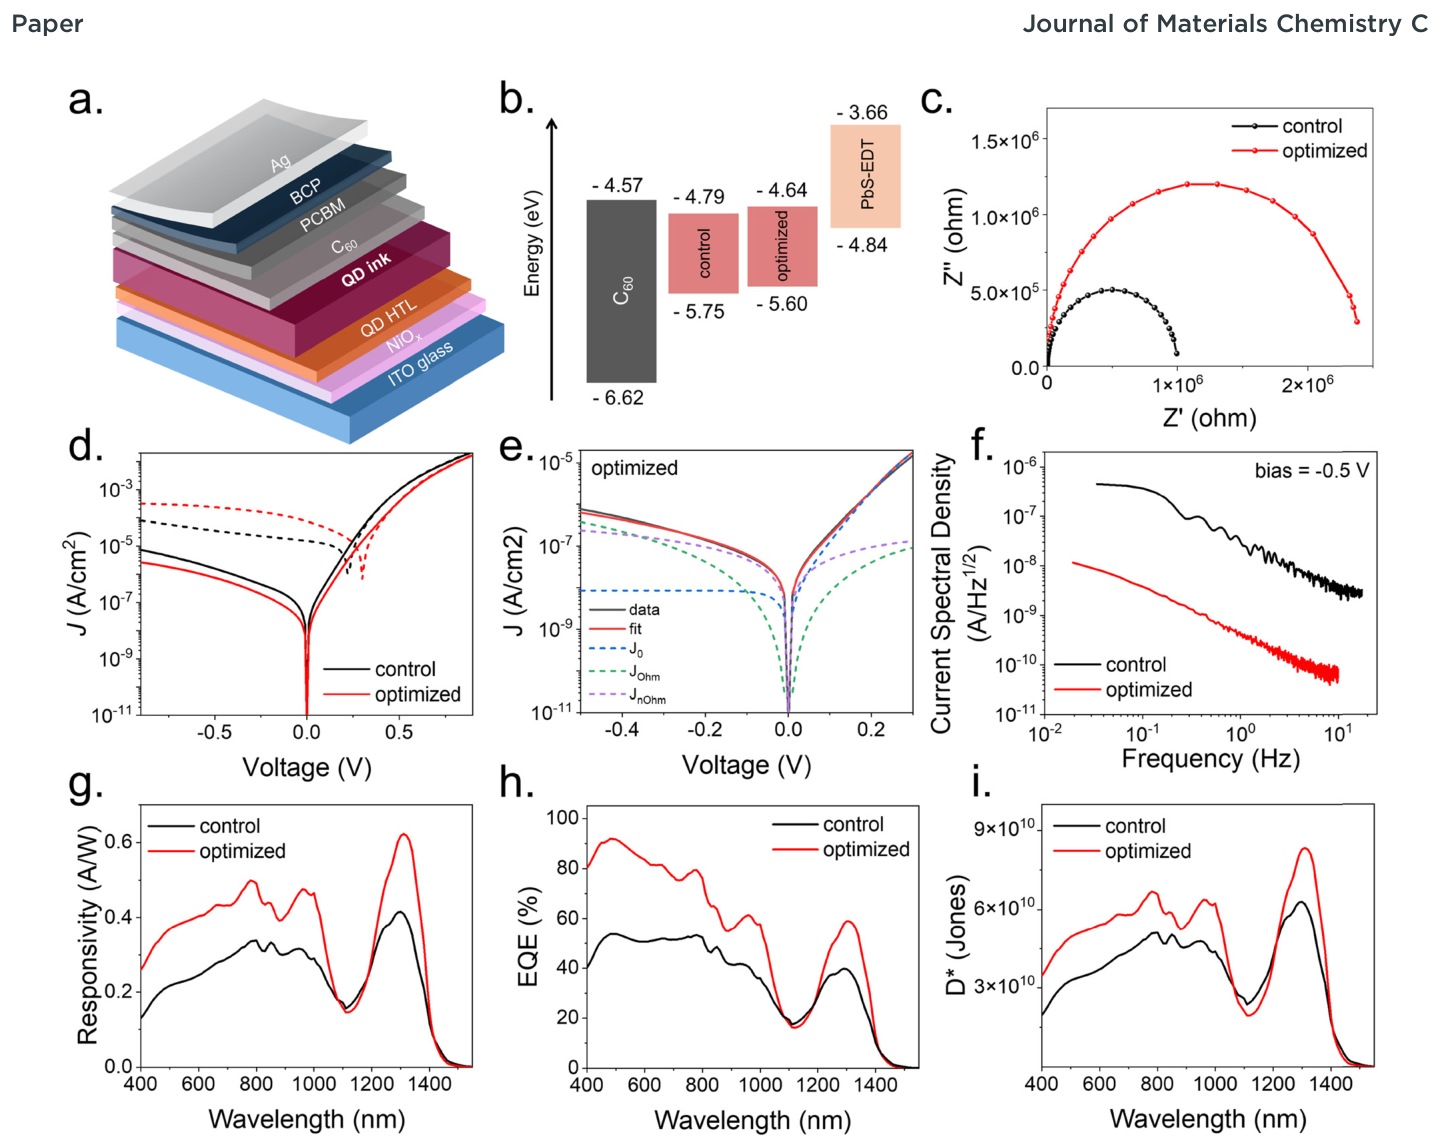 Paper
Journal of Materials Chemistry C
a.
Ag
BCP
PCBM
C60
QD ink
QD HTL
NiOx
ITO glass
b.
Energy (eV)
- 4.57
C60
- 6.62
- 4.79
control
- 5.75
- 4.64
optimized
- 5.60
- 3.66
PbS-EDT
- 4.84
c.
control
optimized
1.5×10^6
1.0×10^6
5.0×10^5
0.0
0
1×10^6
2×10^6
Z'' (ohm)
Z' (ohm)
d.
10^-3
10^-5
10^-7
10^-9
10^-11
-0.5
0.0
0.5
J (A/cm^2)
Voltage (V)
control
optimized
e.
optimized
10^-5
10^-7
10^-9
10^-11
-0.4
-0.2
0.0
0.2
J (A/cm2)
Voltage (V)
data
fit
J0
JOhm
JnOhm
f.
bias = -0.5 V
10^-6
10^-7
10^-8
10^-9
10^-10
10^-11
10^-2
10^-1
10^0
10^1
Current Spectral Density
(A/Hz^1/2)
Frequency (Hz)
control
optimized
g.
control
optimized
0.6
0.4
0.2
0.0
400 600 800 1000 1200 1400
Responsivity (A/W)
Wavelength (nm)
h.
control
optimized
100
80
60
40
20
0
400 600 800 1000 1200 1400
EQE (%)
Wavelength (nm)
i.
control
optimized
9×10^10
6×10^10
3×10^10
400 600 800 1000 1200 1400
D* (Jones)
Wavelength (nm)